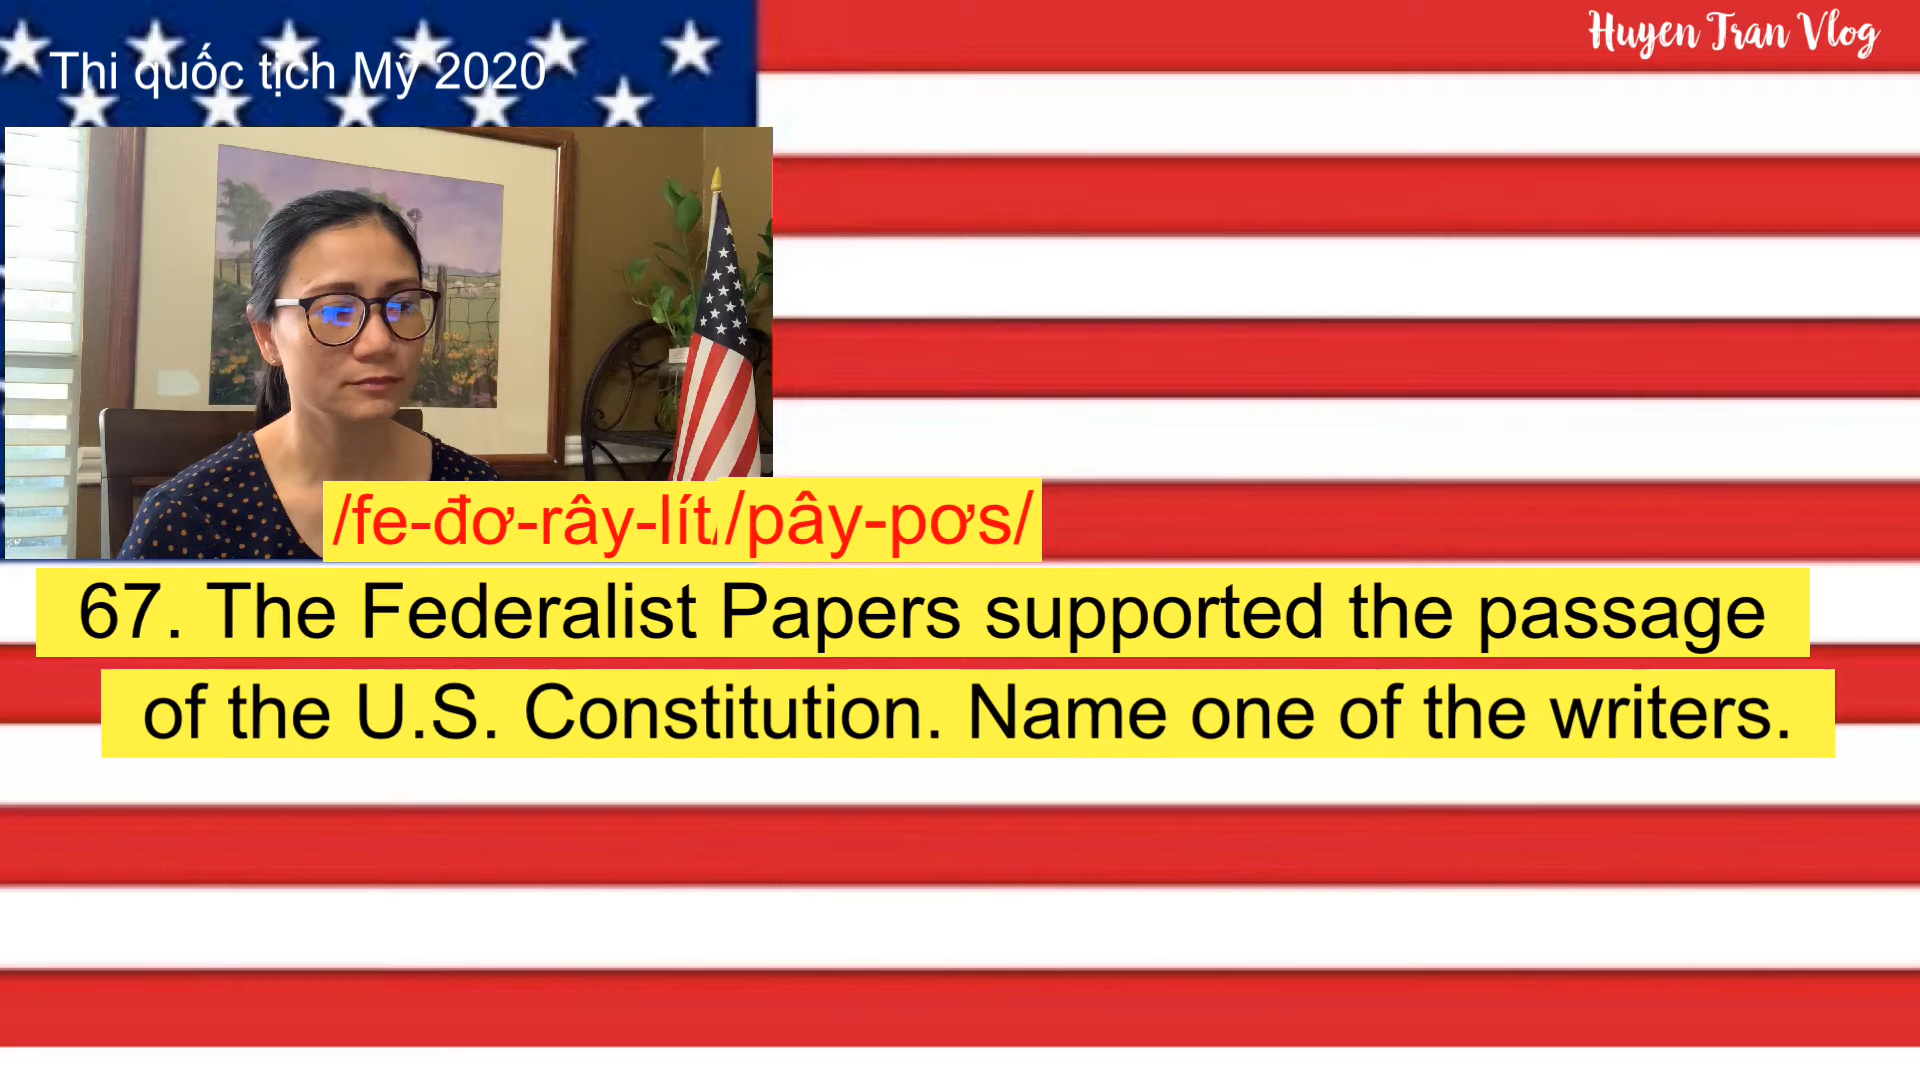 Huyen Tran Vlog
Thi quốc tịch Mỹ 2020
/fe-đơ-rây-lít/ /pây-pơs/
67. The Federalist Papers supported the passage
of the U.S. Constitution. Name one of the writers.